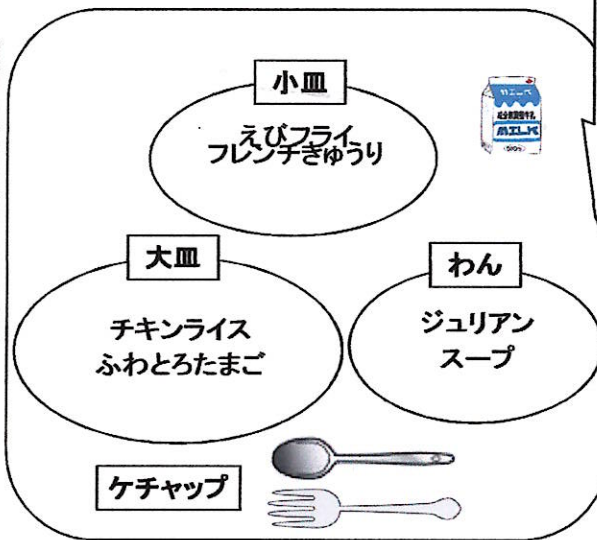 小皿
えびフライ
フレンチきゅうり
MILK
MILK
大皿
チキンライス
ふわとろたまご
わん
ジュリアン
スープ
ケチャップ